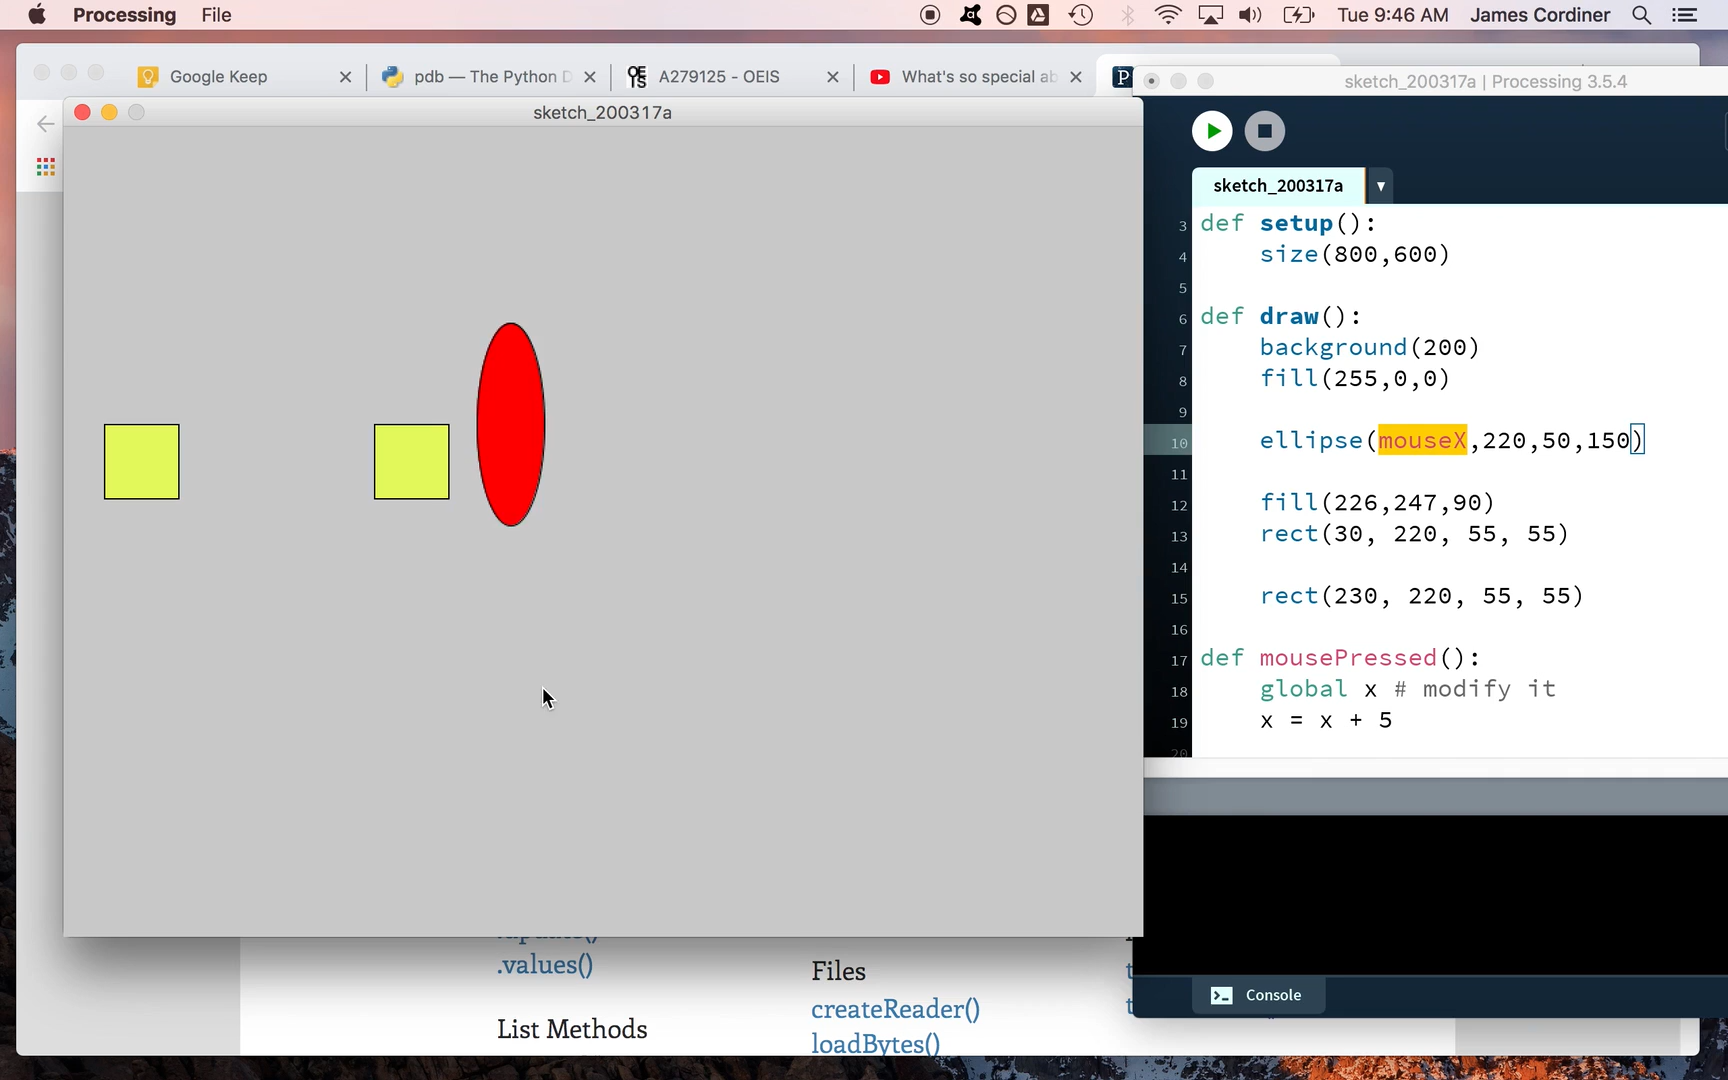 Processing File Tue 9:46 AM James Cordiner
Google Keep pdb — The Python A279125 - OEIS What's so special ab
sketch_200317a | Processing 3.5.4
sketch_200317a
sketch_200317a
3 def setup():
4 size(800,600)
5
6 def draw():
7 background(200)
8 fill(255,0,0)
9
10 ellipse(mouseX,220,50,150)
11
12 fill(226,247,90)
13 rect(30, 220, 55, 55)
14
15 rect(230, 220, 55, 55)
16
17 def mousePressed():
18 global x # modify it
19 x = x + 5
20
.values()
List Methods
Files
createReader()
loadBytes()
Console